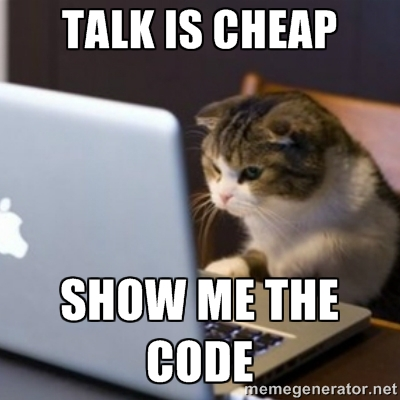 TALK IS CHEAP
SHOW ME THE
CODE
memegenerator.net